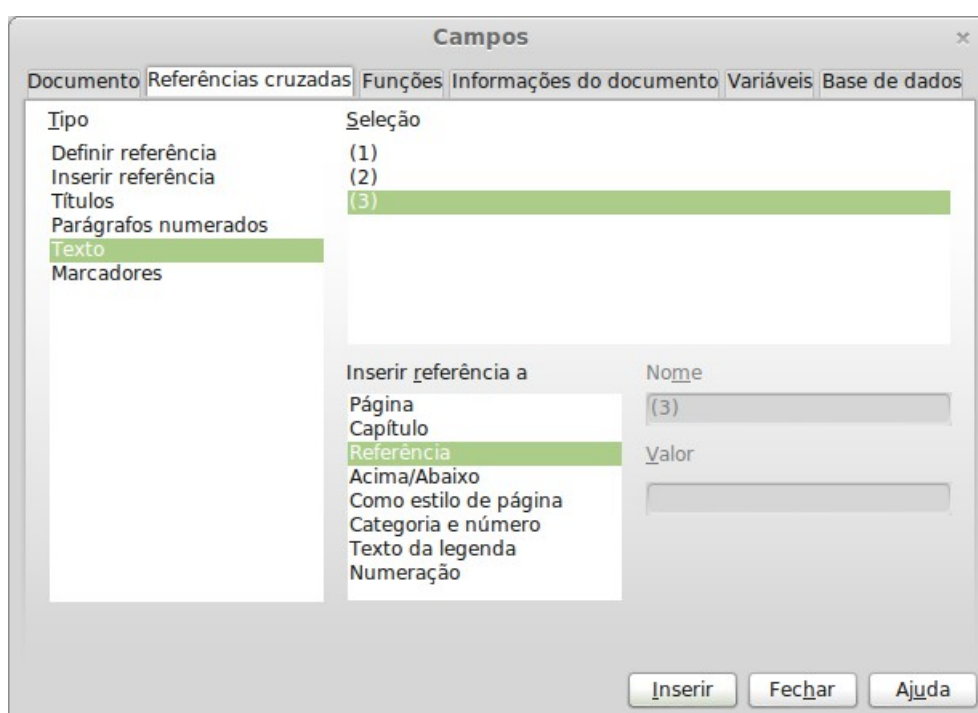 Campos
Documento Referências cruzadas Funções Informações do documento Variáveis Base de dados
Tipo
Definir referência
Inserir referência
Títulos
Parágrafos numerados
Texto
Marcadores
Seleção
(1)
(2)
(3)
Inserir referência a
Página
Capítulo
Referência
Acima/Abaixo
Como estilo de página
Categoria e número
Texto da legenda
Numeração
Nome
(3)
Valor
Inserir Fechar Ajuda